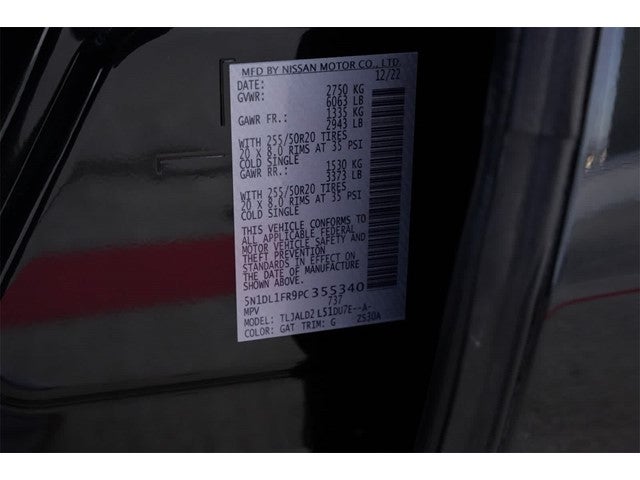 MFD BY NISSAN MOTOR CO., LTD.
DATE: 12/22
GVWR: 2750 KG
6063 LB
GAWR FR.: 1335 KG
2943 LB
WITH 255/50R20 TIRES
20 X 8.0 RIMS AT 35 PSI
COLD SINGLE
GAWR RR.: 1530 KG
3373 LB
WITH 255/50R20 TIRES
20 X 8.0 RIMS AT 35 PSI
COLD SINGLE
THIS VEHICLE CONFORMS TO
ALL APPLICABLE FEDERAL
MOTOR VEHICLE SAFETY AND
THEFT PREVENTION
STANDARDS IN EFFECT ON
THE DATE OF MANUFACTURE
SHOWN ABOVE.
5N1DL1FR9PC355340
MPV 737
MODEL: TLJALD2 L51DU7E--A-
COLOR: GAT TRIM: G ZS30A